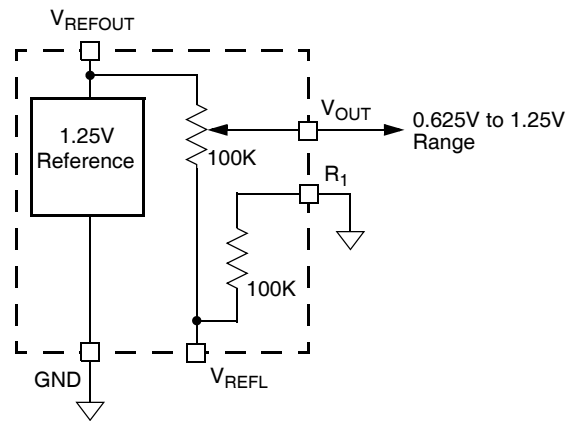 V_REFOUT
1.25V
Reference
100K
V_OUT
0.625V to 1.25V
Range
R_1
100K
GND
V_REFL